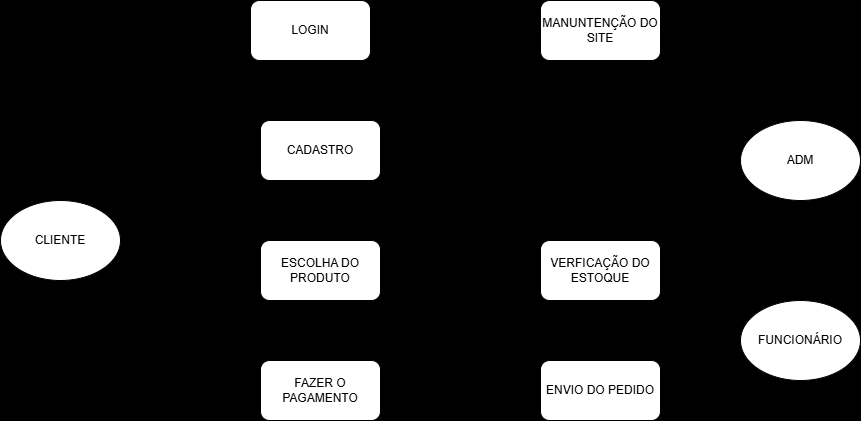 LOGIN
MANUNTENÇÃO DO
SITE
CADASTRO
ADM
CLIENTE
ESCOLHA DO
PRODUTO
VERFICAÇÃO DO
ESTOQUE
FUNCIONÁRIO
FAZER O
PAGAMENTO
ENVIO DO PEDIDO